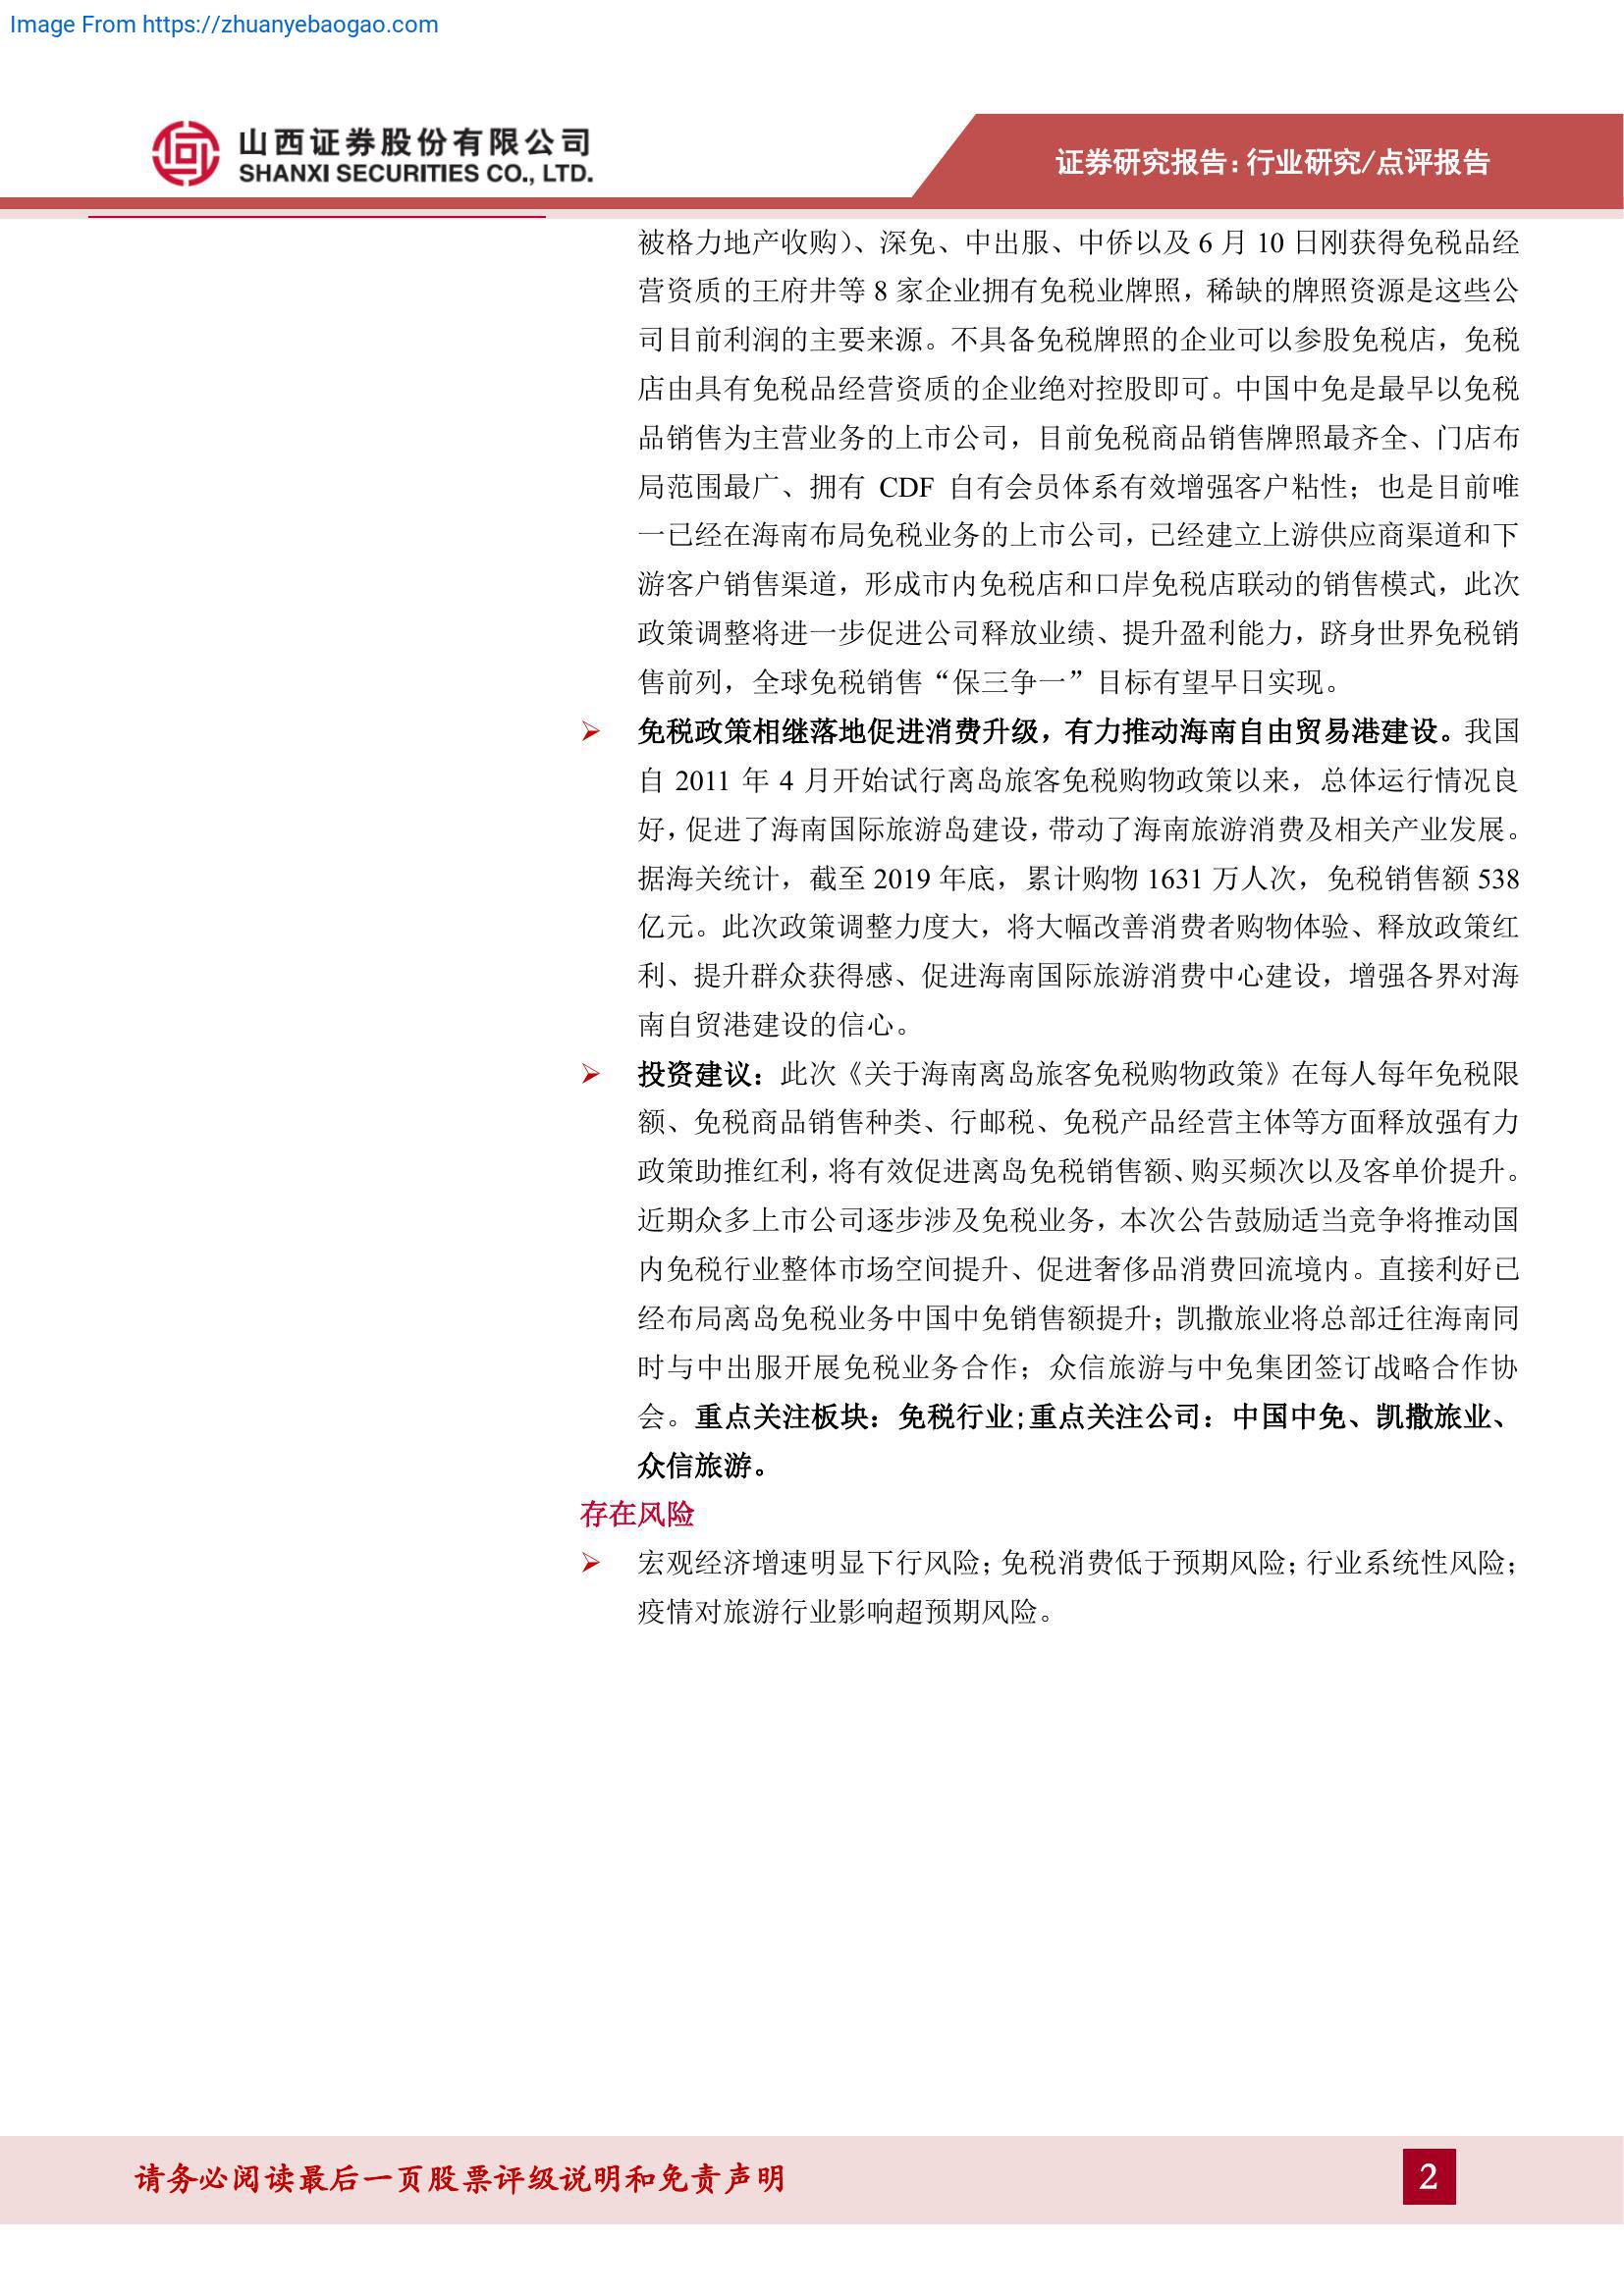 Image From https://zhuanyebaogao.com
山西证券股份有限公司
SHANXI SECURITIES CO., LTD.
证券研究报告:行业研究/点评报告
被格力地产收购)、深免、中出服、中侨以及 6 月 10 日刚获得免税品经
营资质的王府井等 8 家企业拥有免税业牌照，稀缺的牌照资源是这些公
司目前利润的主要来源。不具备免税牌照的企业可以参股免税店，免税
店由具有免税品经营资质的企业绝对控股即可。中国中免是最早以免税
品销售为主营业务的上市公司，目前免税商品销售牌照最齐全、门店布
局范围最广、拥有 CDF 自有会员体系有效增强客户粘性；也是目前唯
一已经在海南布局免税业务的上市公司，已经建立上游供应商渠道和下
游客户销售渠道，形成市内免税店和口岸免税店联动的销售模式，此次
政策调整将进一步促进公司释放业绩、提升盈利能力，跻身世界免税销
售前列，全球免税销售“保三争一”目标有望早日实现。
➢ 免税政策相继落地促进消费升级，有力推动海南自由贸易港建设。我国
自 2011 年 4 月开始试行离岛旅客免税购物政策以来，总体运行情况良
好，促进了海南国际旅游岛建设，带动了海南旅游消费及相关产业发展。
据海关统计，截至 2019 年底，累计购物 1631 万人次，免税销售额 538
亿元。此次政策调整力度大，将大幅改善消费者购物体验、释放政策红
利、提升群众获得感、促进海南国际旅游消费中心建设，增强各界对海
南自贸港建设的信心。
➢ 投资建议：此次《关于海南离岛旅客免税购物政策》在每人每年免税限
额、免税商品销售种类、行邮税、免税产品经营主体等方面释放强有力
政策助推红利，将有效促进离岛免税销售额、购买频次以及客单价提升。
近期众多上市公司逐步涉及免税业务，本次公告鼓励适当竞争将推动国
内免税行业整体市场空间提升、促进奢侈品消费回流境内。直接利好已
经布局离岛免税业务中国中免销售额提升；凯撒旅业将总部迁往海南同
时与中出服开展免税业务合作；众信旅游与中免集团签订战略合作协
会。重点关注板块：免税行业;重点关注公司：中国中免、凯撒旅业、
众信旅游。
存在风险
➢ 宏观经济增速明显下行风险；免税消费低于预期风险；行业系统性风险；
疫情对旅游行业影响超预期风险。
请务必阅读最后一页股票评级说明和免责声明
2